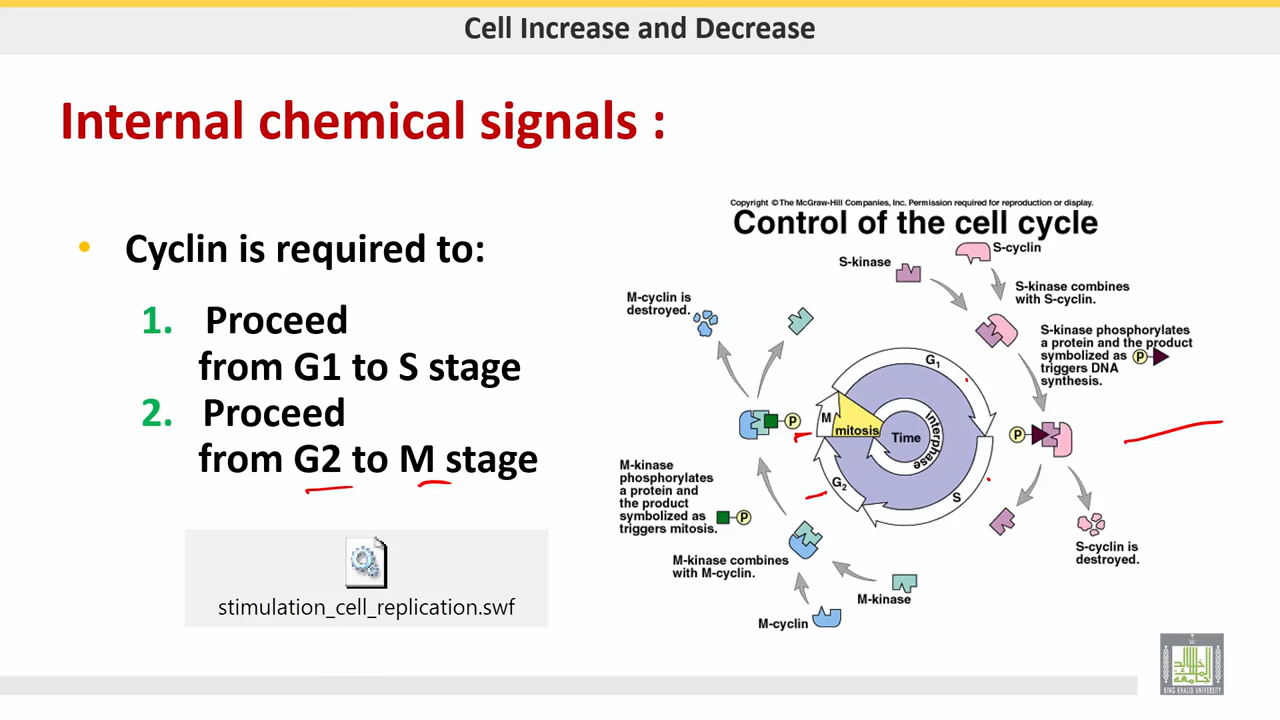 Cell Increase and Decrease
Internal chemical signals :
• Cyclin is required to:
1. Proceed
from G1 to S stage
2. Proceed
from G2 to M stage
stimulation_cell_replication.swf
Copyright © The McGraw-Hill Companies, Inc. Permission required for reproduction or display.
Control of the cell cycle
S-cyclin
S-kinase
S-kinase combines
with S-cyclin.
S-kinase phosphorylates
a protein and the product
symbolized as P
triggers DNA
synthesis.
P
S-cyclin is
destroyed.
M-cyclin is
destroyed.
P
M-kinase
phosphorylates
a protein and
the product
symbolized as P
triggers mitosis.
M-kinase combines
with M-cyclin.
M-kinase
M-cyclin
G1
S
G2
M
mitosis
Time
interphase
جامعة الملك خالد
KING KHALID UNIVERSITY